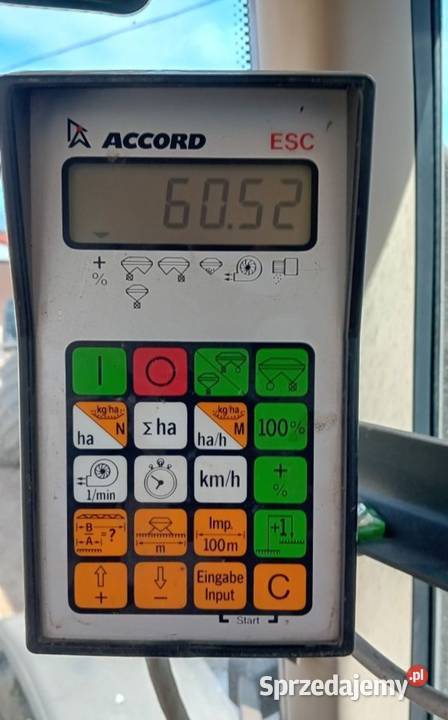 ACCORD ESC
60.52
+
%
kg/ha
N
ha
Σ ha
kg/ha
M
ha/h
100%
1/min
km/h
+
%
B
A
= ?
m
Imp.
100m
+1
+
−
Eingabe
Input
C
Start
Sprzedajemy.pl